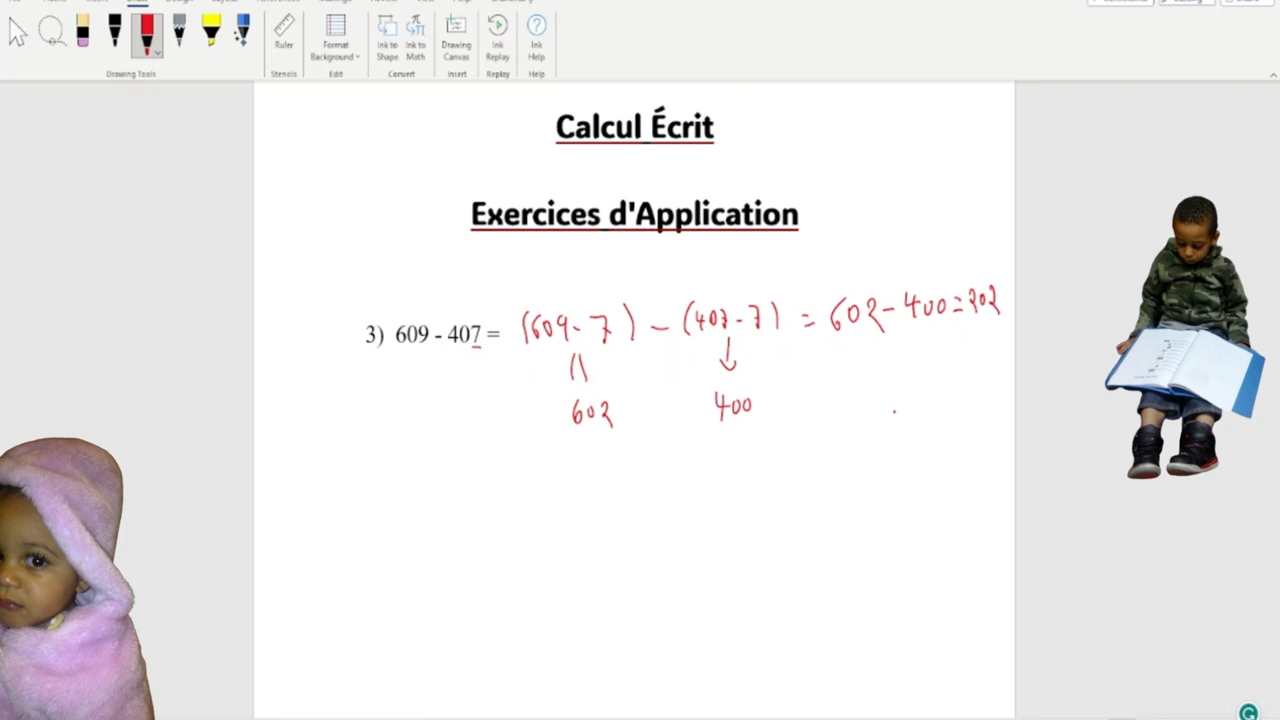 Ruler
Format
Background
Ink to
Shape
Ink to
Math
Drawing
Canvas
Ink
Replay
Ink
Help
Drawing Tools
Stencils
Edit
Convert
Insert
Replay
Help
Calcul Écrit
Exercices d'Application
3) 609 - 407 = (609 - 7) - (407 - 7) = 602 - 400 = 202
602 400